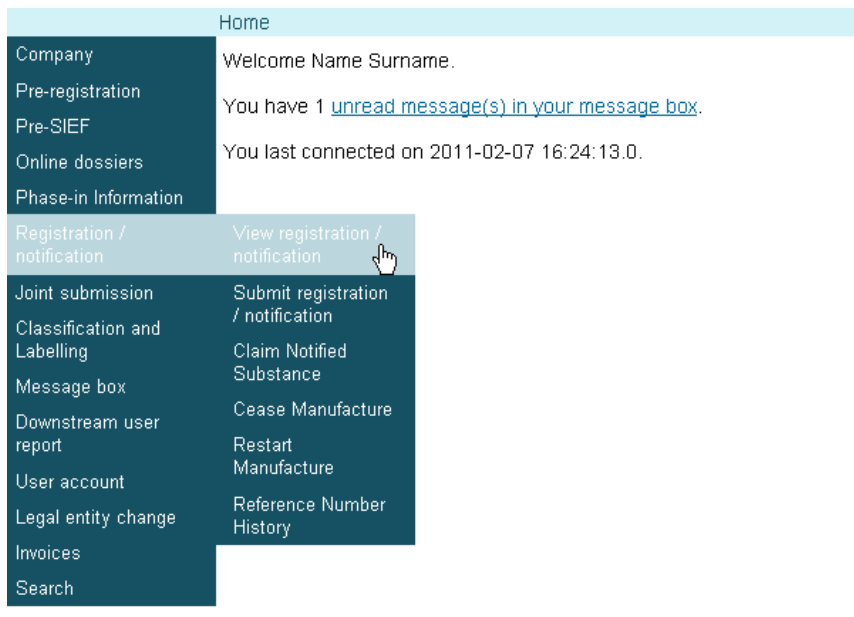 Home
Company
Pre-registration
Pre-SIEF
Online dossiers
Phase-in Information
Registration /
notification
Joint submission
Classification and
Labelling
Message box
Downstream user
report
User account
Legal entity change
Invoices
Search
View registration /
notification
Submit registration
/ notification
Claim Notified
Substance
Cease Manufacture
Restart
Manufacture
Reference Number
History
Welcome Name Surname.
You have 1 unread message(s) in your message box.
You last connected on 2011-02-07 16:24:13.0.